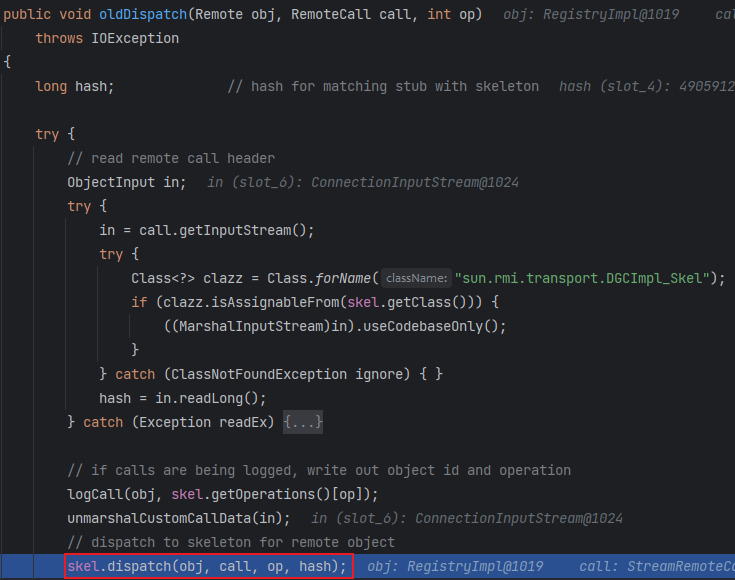 public void oldDispatch(Remote obj, RemoteCall call, int op)   obj: RegistryImpl@1019     call
    throws IOException
{
    long hash;              // hash for matching stub with skeleton   hash (slot_4): 4905912

    try {
        // read remote call header
        ObjectInput in;   in (slot_6): ConnectionInputStream@1024
        try {
            in = call.getInputStream();
            try {
                Class<?> clazz = Class.forName( className: "sun.rmi.transport.DGCImpl_Skel");
                if (clazz.isAssignableFrom(skel.getClass())) {
                    ((MarshalInputStream)in).useCodebaseOnly();
                }
            } catch (ClassNotFoundException ignore) { }
            hash = in.readLong();
        } catch (Exception readEx) {...}

        // if calls are being logged, write out object id and operation
        logCall(obj, skel.getOperations()[op]);
        unmarshalCustomCallData(in);   in (slot_6): ConnectionInputStream@1024
        // dispatch to skeleton for remote object
        skel.dispatch(obj, call, op, hash);   obj: RegistryImpl@1019     call: StreamRemoteCa